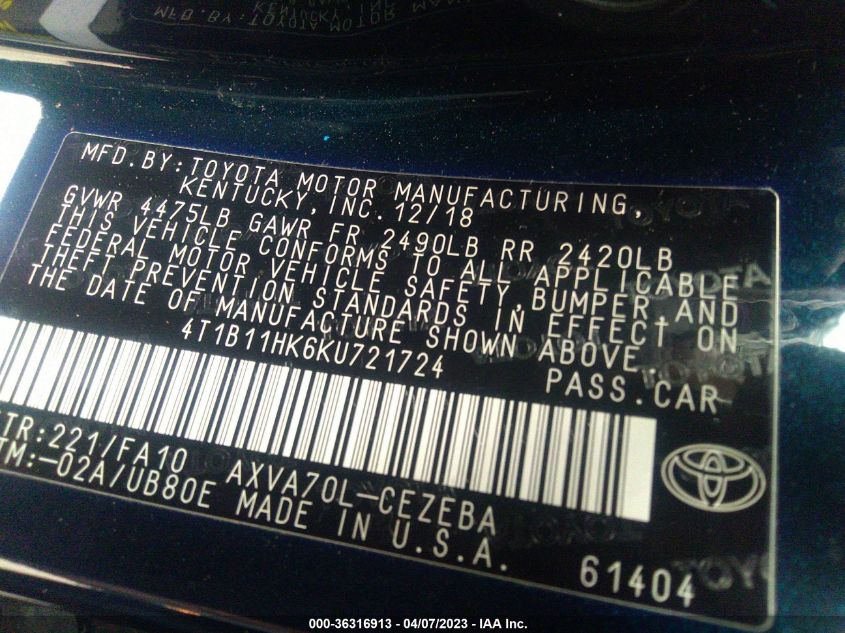 MFD.BY:TOYOTA MOTOR MANUFACTURING,
KENTUCKY,INC. 12/18
GVWR 4475LB GAWR FR 2490LB RR 2420LB
THIS VEHICLE CONFORMS TO ALL APPLICABLE
FEDERAL MOTOR VEHICLE SAFETY,BUMPER,AND
THEFT PREVENTION STANDARDS IN EFFECT ON
THE DATE OF MANUFACTURE SHOWN ABOVE.
4T1B11HK6KU721724
PASS.CAR
TR:221/FA10 AXVA70L-CEZEBA
TM:-02A/UB80E MADE IN U.S.A.
61404
000-36316913 - 04/07/2023 - IAA Inc.